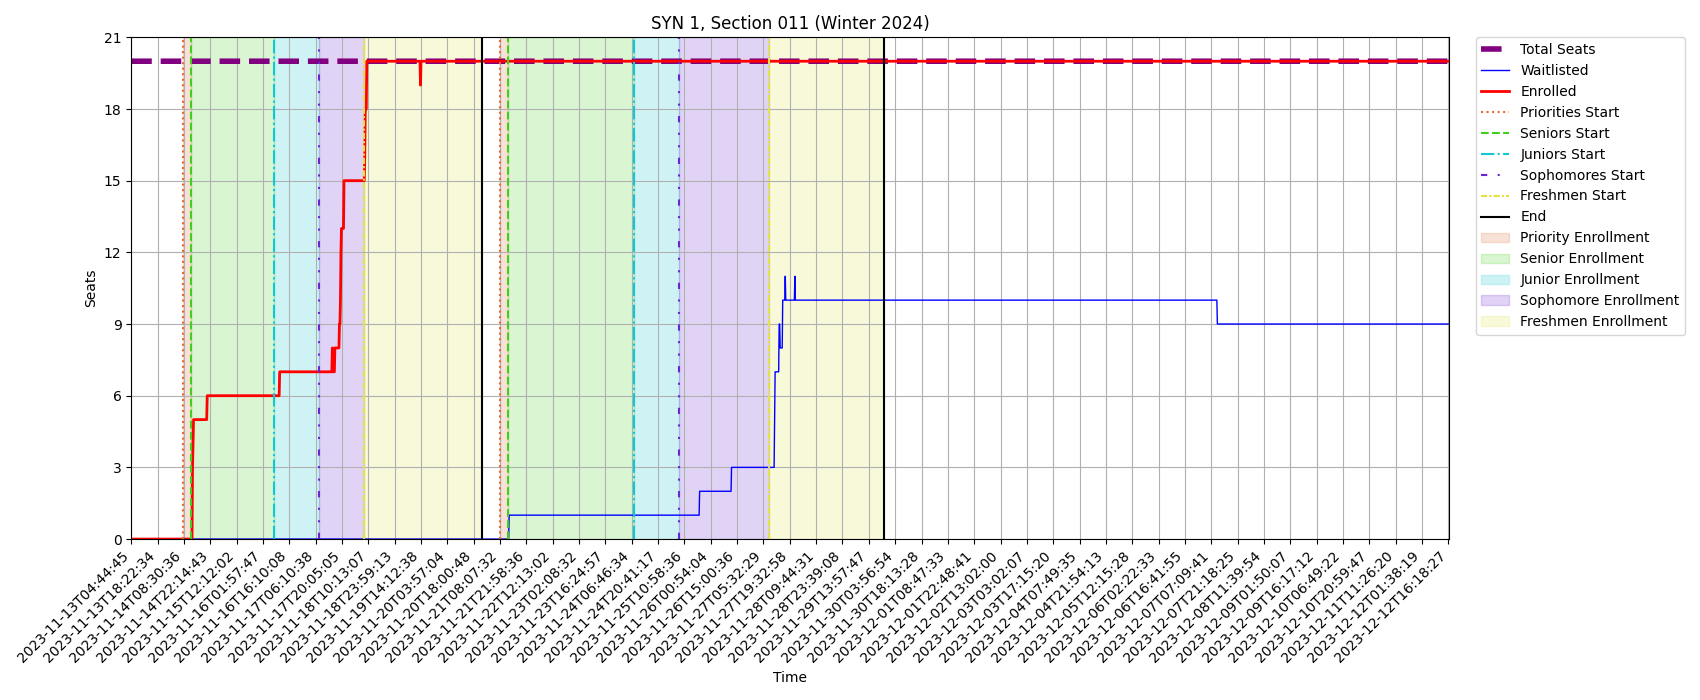 SYN 1, Section 011 (Winter 2024)
21
18
15
12
9
6
3
0
Seats
2023-11-13T04:44:45
2023-11-13T18:22:34
2023-11-14T08:30:36
2023-11-14T22:14:43
2023-11-15T12:12:02
2023-11-16T01:57:47
2023-11-16T16:10:08
2023-11-17T06:10:38
2023-11-17T20:05:05
2023-11-18T10:13:07
2023-11-18T23:59:13
2023-11-19T14:12:38
2023-11-20T03:57:04
2023-11-20T18:00:48
2023-11-21T08:07:32
2023-11-21T21:58:36
2023-11-22T12:13:02
2023-11-23T02:08:32
2023-11-23T16:24:57
2023-11-24T06:46:34
2023-11-24T20:41:17
2023-11-25T10:58:36
2023-11-26T00:54:04
2023-11-26T15:00:36
2023-11-27T05:32:29
2023-11-27T19:32:58
2023-11-28T09:44:31
2023-11-28T23:39:08
2023-11-29T13:57:47
2023-11-30T03:56:54
2023-11-30T18:13:28
2023-12-01T08:47:33
2023-12-01T22:48:41
2023-12-02T13:02:00
2023-12-03T03:02:07
2023-12-03T17:15:20
2023-12-04T07:49:35
2023-12-04T21:54:13
2023-12-05T12:15:28
2023-12-06T02:22:33
2023-12-06T16:41:55
2023-12-07T07:09:41
2023-12-07T21:18:25
2023-12-08T11:39:54
2023-12-09T01:50:07
2023-12-09T16:17:12
2023-12-10T06:49:22
2023-12-10T20:59:47
2023-12-11T11:26:20
2023-12-12T01:38:19
2023-12-12T16:18:27
Time
Total Seats
Waitlisted
Enrolled
Priorities Start
Seniors Start
Juniors Start
Sophomores Start
Freshmen Start
End
Priority Enrollment
Senior Enrollment
Junior Enrollment
Sophomore Enrollment
Freshmen Enrollment